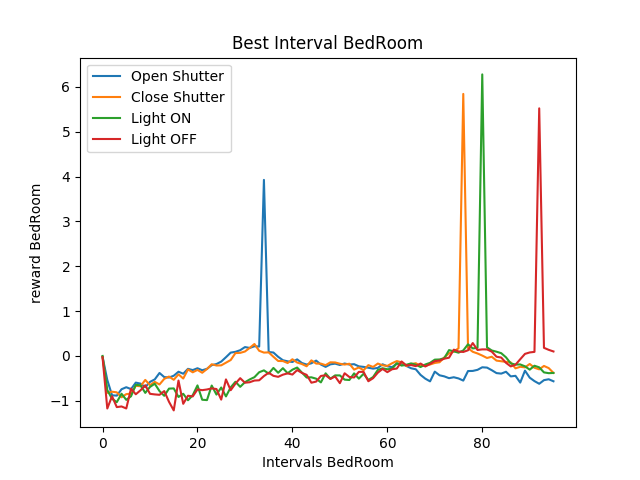 Best Interval BedRoom
Open Shutter
Close Shutter
Light ON
Light OFF
reward BedRoom
6
5
4
3
2
1
0
−1
0 20 40 60 80
Intervals BedRoom